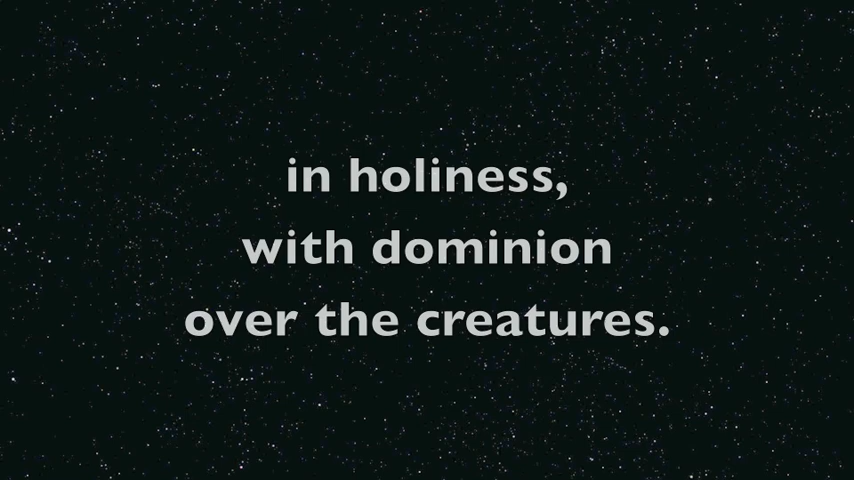 in holiness,
with dominion
over the creatures.